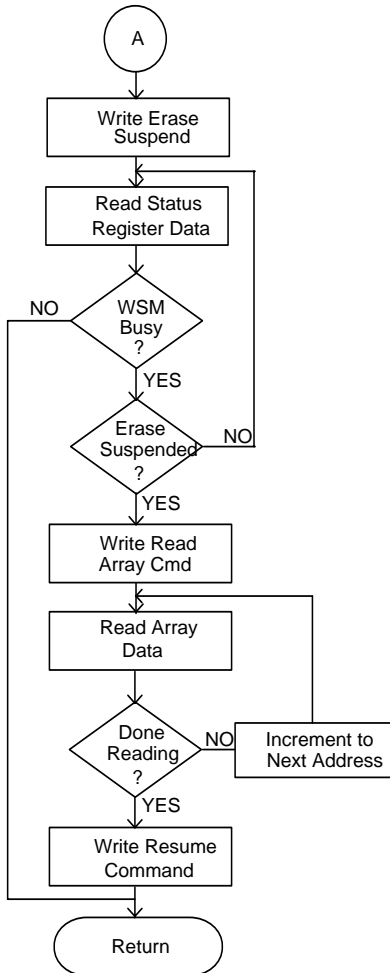 A
Write Erase
Suspend
Read Status
Register Data
NO
WSM
Busy
?
YES
Erase
Suspended
?
NO
YES
Write Read
Array Cmd
Read Array
Data
Done
Reading
?
NO
Increment to
Next Address
YES
Write Resume
Command
Return